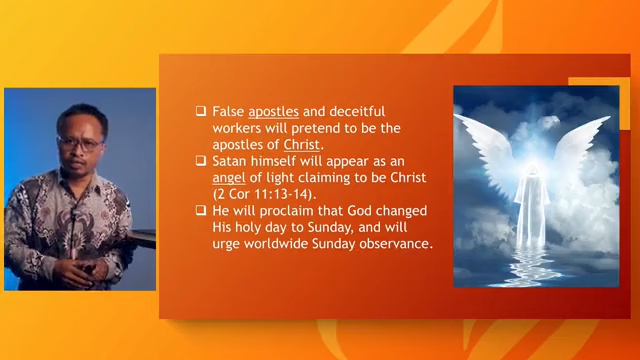 False apostles and deceitful
workers will pretend to be the
apostles of Christ.
Satan himself will appear as an
angel of light claiming to be Christ
(2 Cor 11:13-14).
He will proclaim that God changed
His holy day to Sunday, and will
urge worldwide Sunday observance.